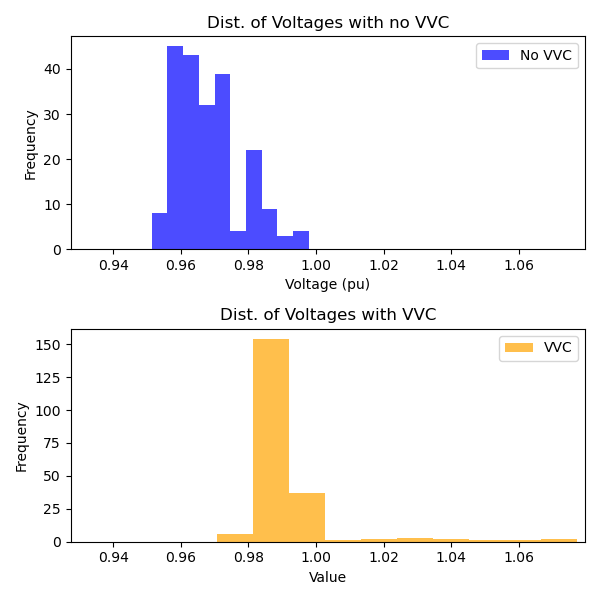 Dist. of Voltages with no VVC
No VVC
Frequency
40
30
20
10
0
0.94 0.96 0.98 1.00 1.02 1.04 1.06
Voltage (pu)
Dist. of Voltages with VVC
VVC
Frequency
150
125
100
75
50
25
0
0.94 0.96 0.98 1.00 1.02 1.04 1.06
Value